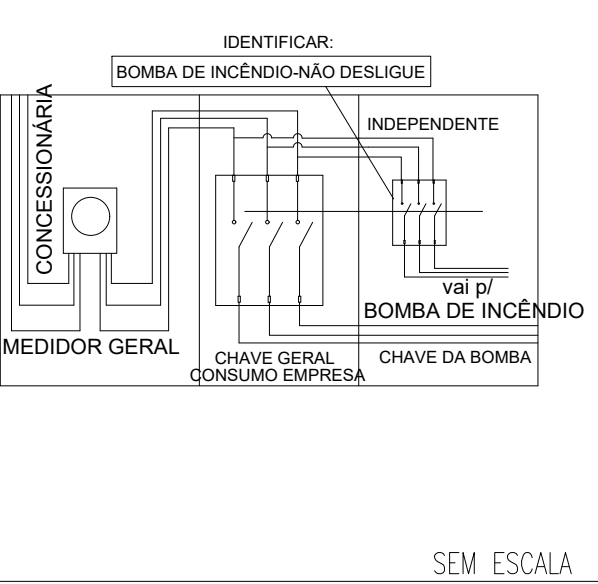 IDENTIFICAR:
BOMBA DE INCÊNDIO-NÃO DESLIGUE
CONCESSIONÁRIA
INDEPENDENTE
vai p/
BOMBA DE INCÊNDIO
MEDIDOR GERAL
CHAVE GERAL
CONSUMO EMPRESA
CHAVE DA BOMBA
SEM ESCALA